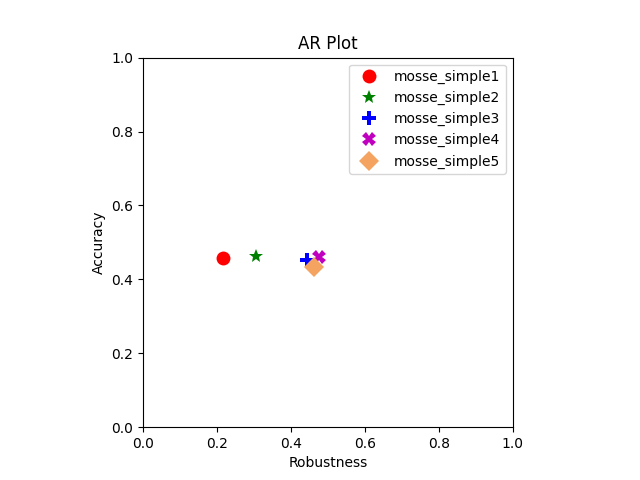 AR Plot
1.0
0.8
0.6
0.4
0.2
0.0
Accuracy
mosse_simple1
mosse_simple2
mosse_simple3
mosse_simple4
mosse_simple5
0.0 0.2 0.4 0.6 0.8 1.0
Robustness